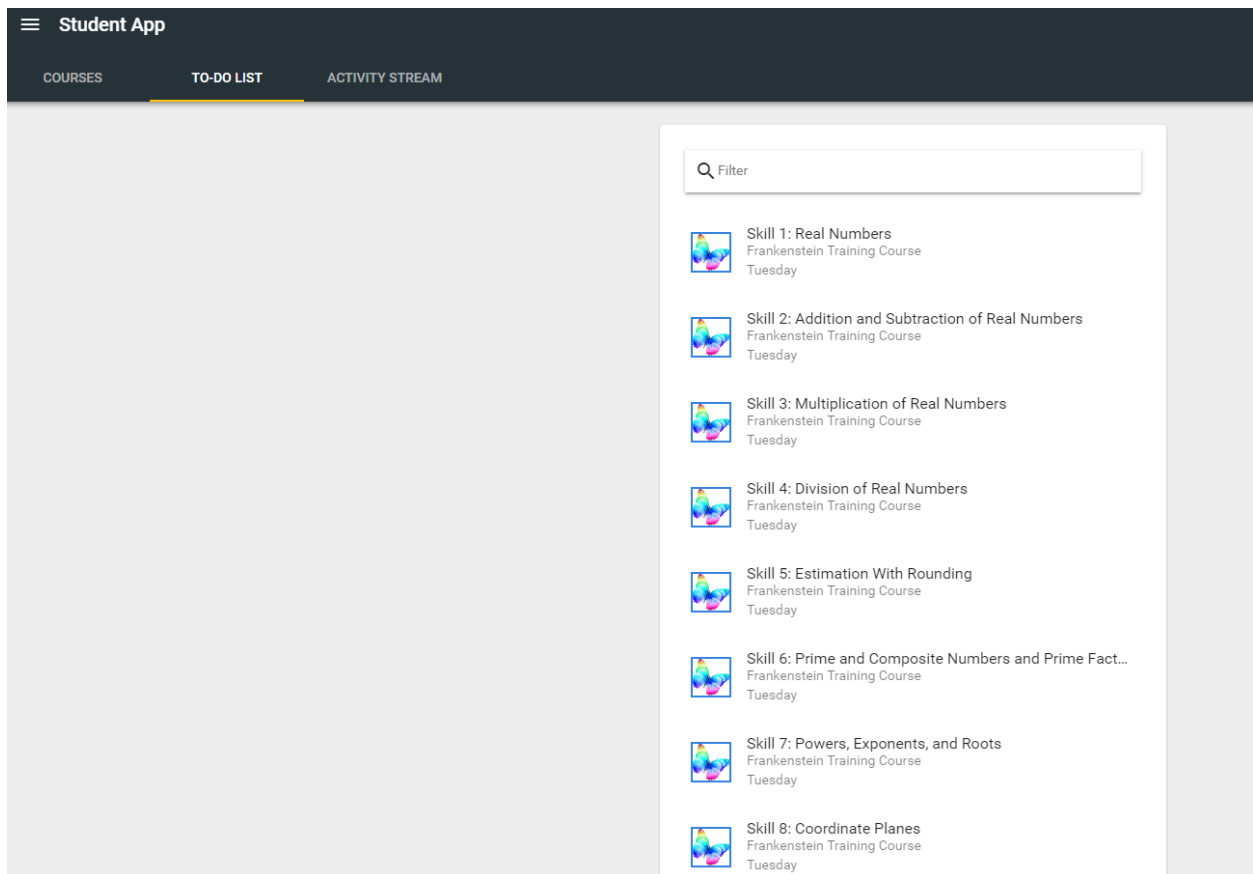 Student App
COURSES TO-DO LIST ACTIVITY STREAM
Filter
Skill 1: Real Numbers
Frankenstein Training Course
Tuesday
Skill 2: Addition and Subtraction of Real Numbers
Frankenstein Training Course
Tuesday
Skill 3: Multiplication of Real Numbers
Frankenstein Training Course
Tuesday
Skill 4: Division of Real Numbers
Frankenstein Training Course
Tuesday
Skill 5: Estimation With Rounding
Frankenstein Training Course
Tuesday
Skill 6: Prime and Composite Numbers and Prime Fact...
Frankenstein Training Course
Tuesday
Skill 7: Powers, Exponents, and Roots
Frankenstein Training Course
Tuesday
Skill 8: Coordinate Planes
Frankenstein Training Course
Tuesday